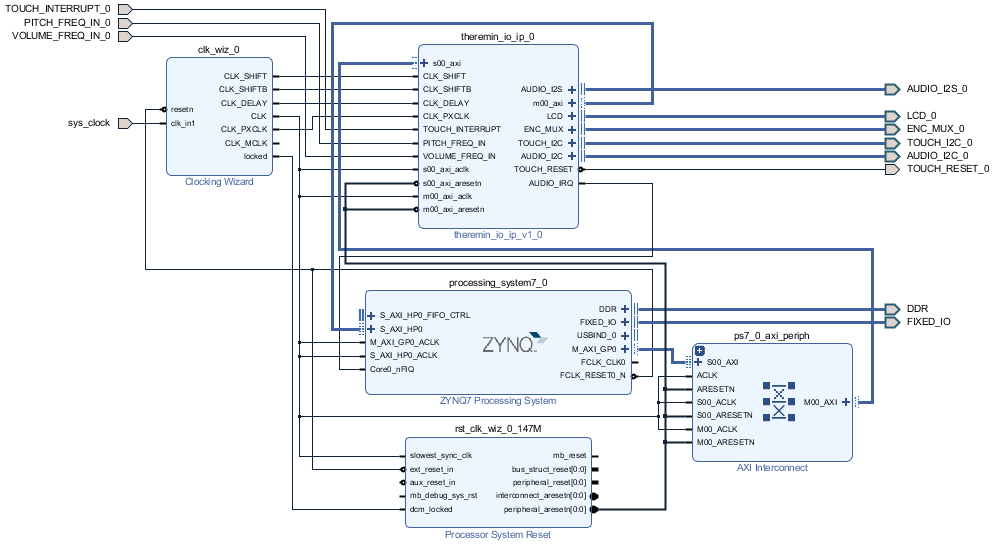 TOUCH_INTERRUPT_0
PITCH_FREQ_IN_0
VOLUME_FREQ_IN_0
sys_clock
clk_wiz_0
resetn
clk_in1
CLK_SHIFT
CLK_SHIFTB
CLK_DELAY
CLK
CLK_PXCLK
CLK_MCLK
locked
Clocking Wizard
theremin_io_ip_0
s00_axi
CLK_SHIFT
CLK_SHIFTB
CLK_DELAY
CLK_PXCLK
TOUCH_INTERRUPT
PITCH_FREQ_IN
VOLUME_FREQ_IN
s00_axi_aclk
s00_axi_aresetn
m00_axi_aclk
m00_axi_aresetn
AUDIO_I2S
m00_axi
LCD
ENC_MUX
TOUCH_I2C
AUDIO_I2C
TOUCH_RESET
AUDIO_IRQ
theremin_io_ip_v1_0
AUDIO_I2S_0
LCD_0
ENC_MUX_0
TOUCH_I2C_0
AUDIO_I2C_0
TOUCH_RESET_0
processing_system7_0
S_AXI_HP0_FIFO_CTRL
S_AXI_HP0
M_AXI_GP0_ACLK
S_AXI_HP0_ACLK
Core0_nFIQ
ZYNQ
DDR
FIXED_IO
USBIND_0
M_AXI_GP0
FCLK_CLK0
FCLK_RESET0_N
ZYNQ7 Processing System
DDR
FIXED_IO
ps7_0_axi_periph
S00_AXI
ACLK
ARESETN
S00_ACLK
S00_ARESETN
M00_ACLK
M00_ARESETN
M00_AXI
AXI Interconnect
rst_clk_wiz_0_147M
slowest_sync_clk
ext_reset_in
aux_reset_in
mb_debug_sys_rst
dcm_locked
mb_reset
bus_struct_reset[0:0]
peripheral_reset[0:0]
interconnect_aresetn[0:0]
peripheral_aresetn[0:0]
Processor System Reset